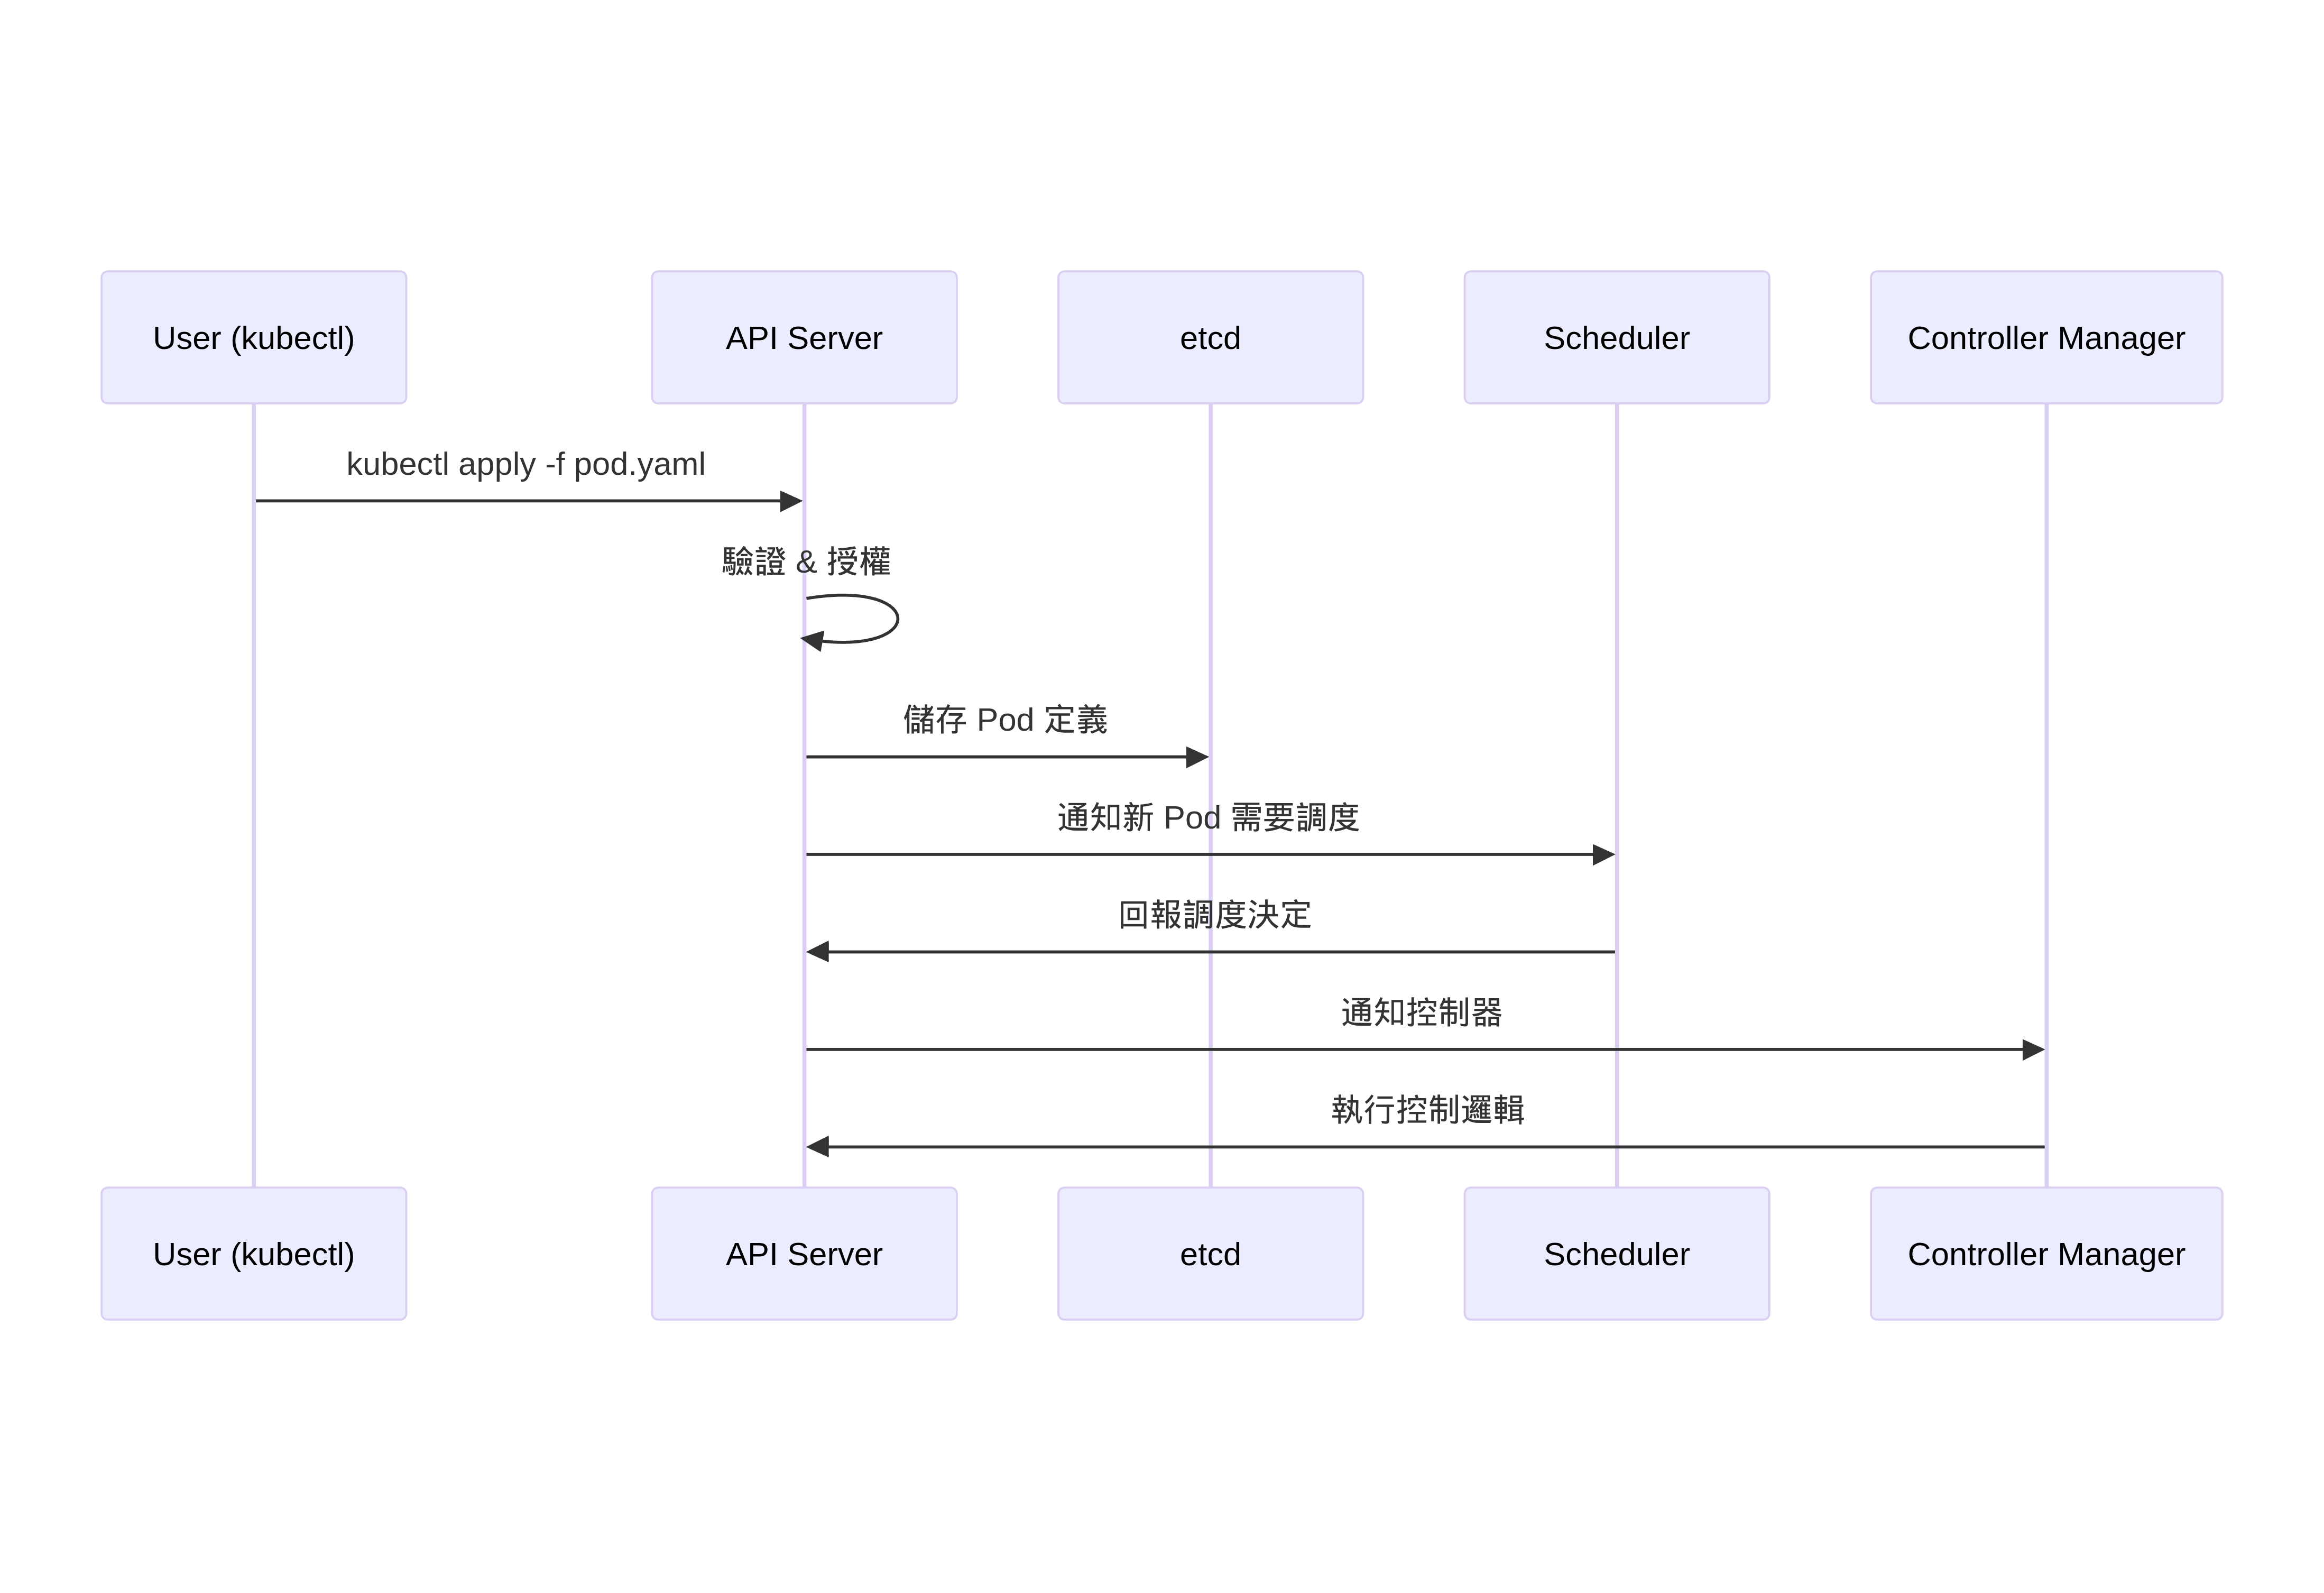 User (kubectl)
API Server
etcd
Scheduler
Controller Manager
kubectl apply -f pod.yaml
驗證 & 授權
儲存 Pod 定義
通知新 Pod 需要調度
回報調度決定
通知控制器
執行控制邏輯
User (kubectl)
API Server
etcd
Scheduler
Controller Manager